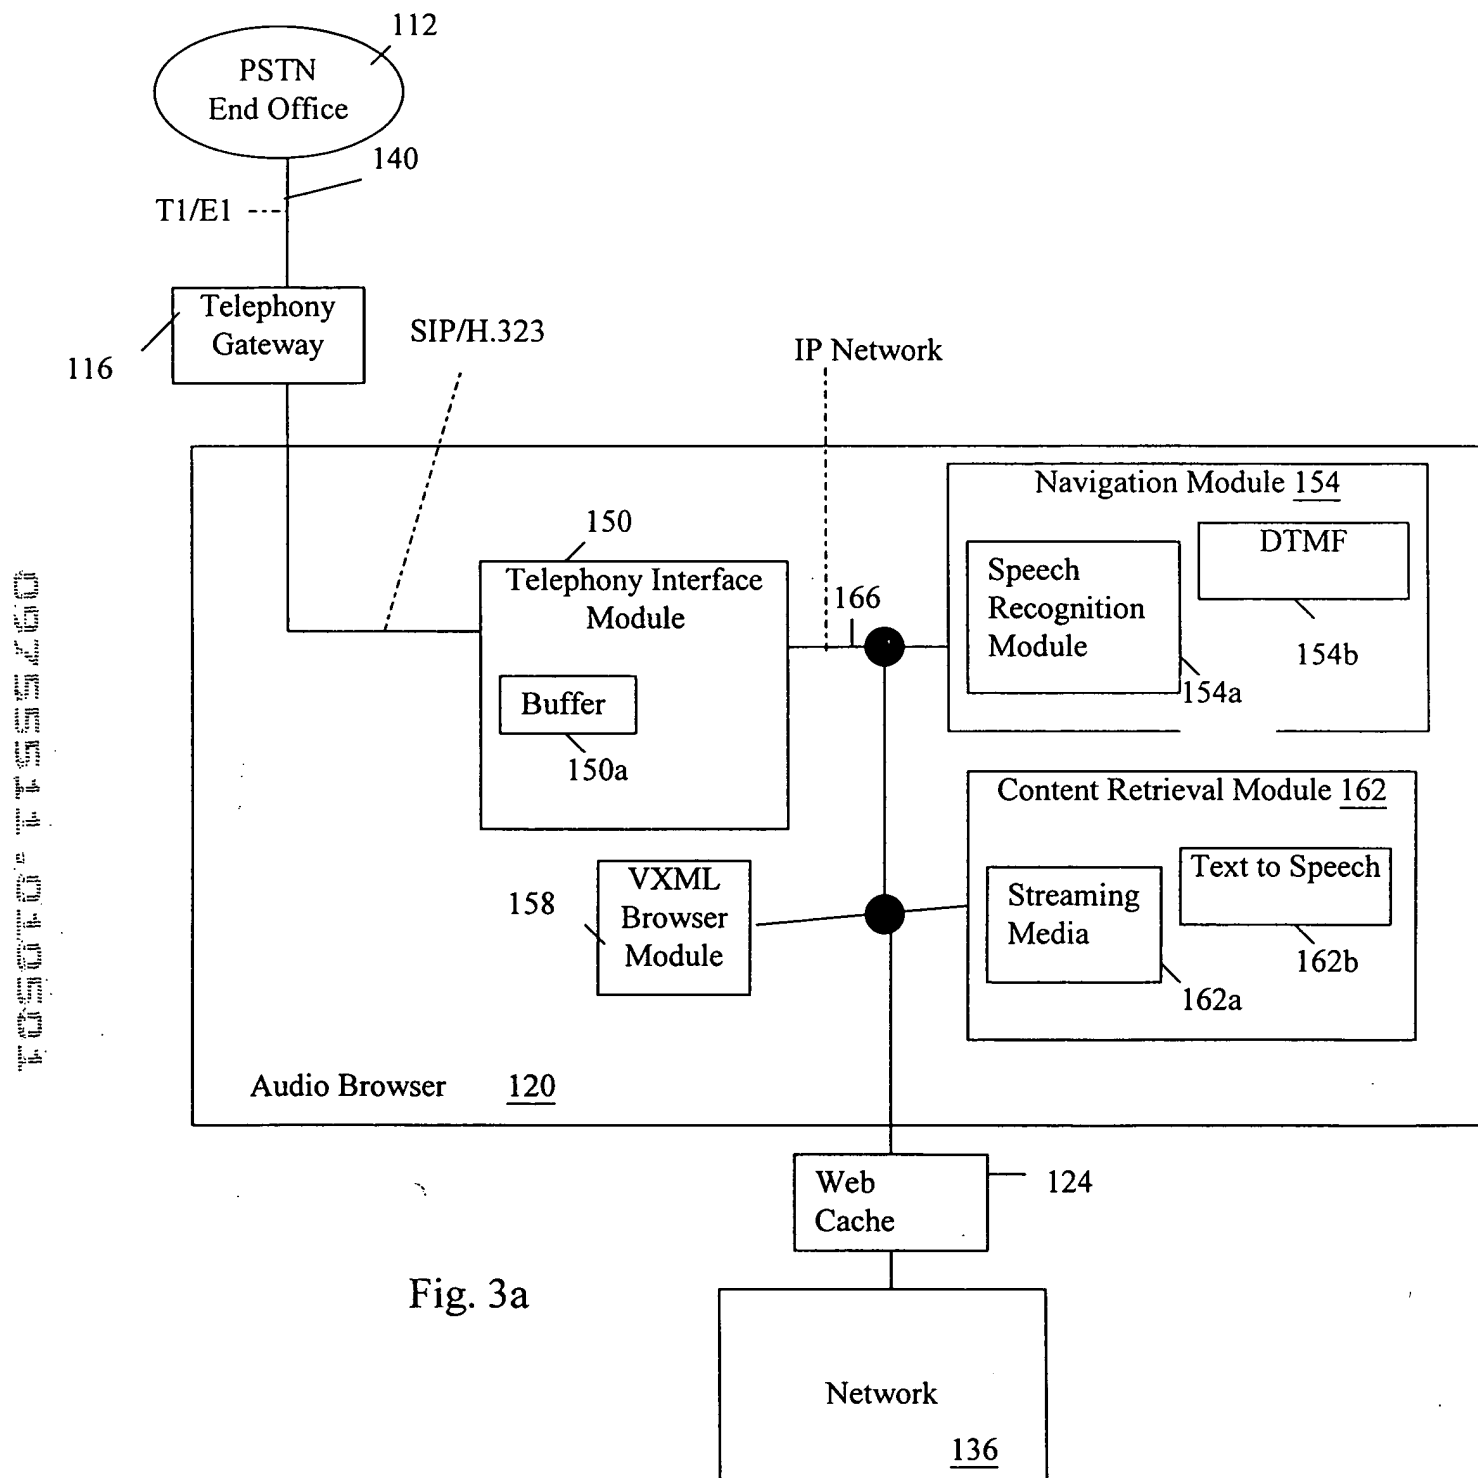 112
PSTN
End Office
140
T1/E1
Telephony
Gateway
116
SIP/H.323
IP Network
Navigation Module 154
150
DTMF
Telephony Interface
Module
Speech
Recognition
Module
166
154b
154a
Buffer
150a
Content Retrieval Module 162
VXML
Browser
Module
158
Text to Speech
Streaming
Media
162b
162a
Audio Browser 120
Web
Cache
124
Fig. 3a
Network
136
09755511.010501